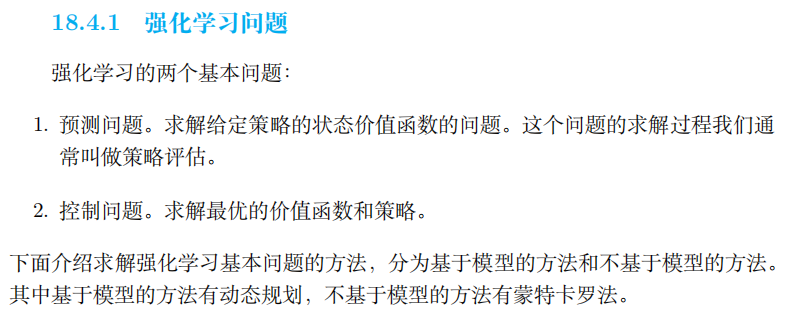 18.4.1 强化学习问题
强化学习的两个基本问题：
1. 预测问题。求解给定策略的状态价值函数的问题。这个问题的求解过程我们通
常叫做策略评估。
2. 控制问题。求解最优的价值函数和策略。
下面介绍求解强化学习基本问题的方法，分为基于模型的方法和不基于模型的方法。
其中基于模型的方法有动态规划，不基于模型的方法有蒙特卡罗法。